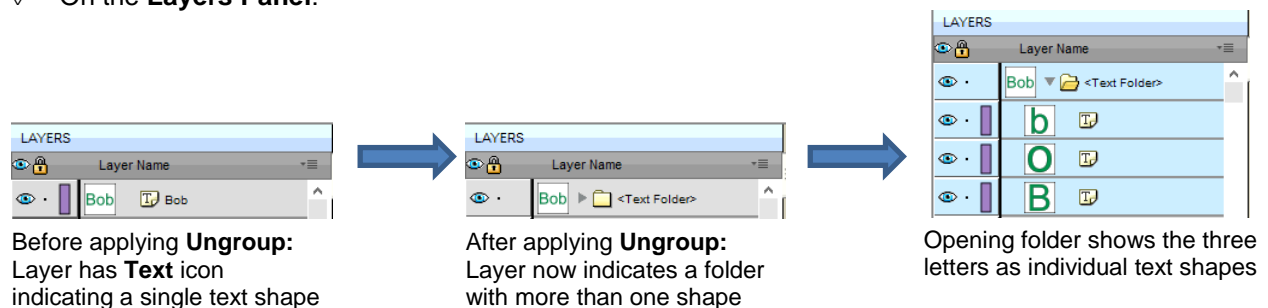 On the Layers Panel:
LAYERS
Layer Name
Bob
Bob
Before applying Ungroup:
Layer has Text icon
indicating a single text shape
LAYERS
Layer Name
Bob
<Text Folder>
After applying Ungroup:
Layer now indicates a folder
with more than one shape
LAYERS
Layer Name
Bob
<Text Folder>
b
O
B
Opening folder shows the three
letters as individual text shapes